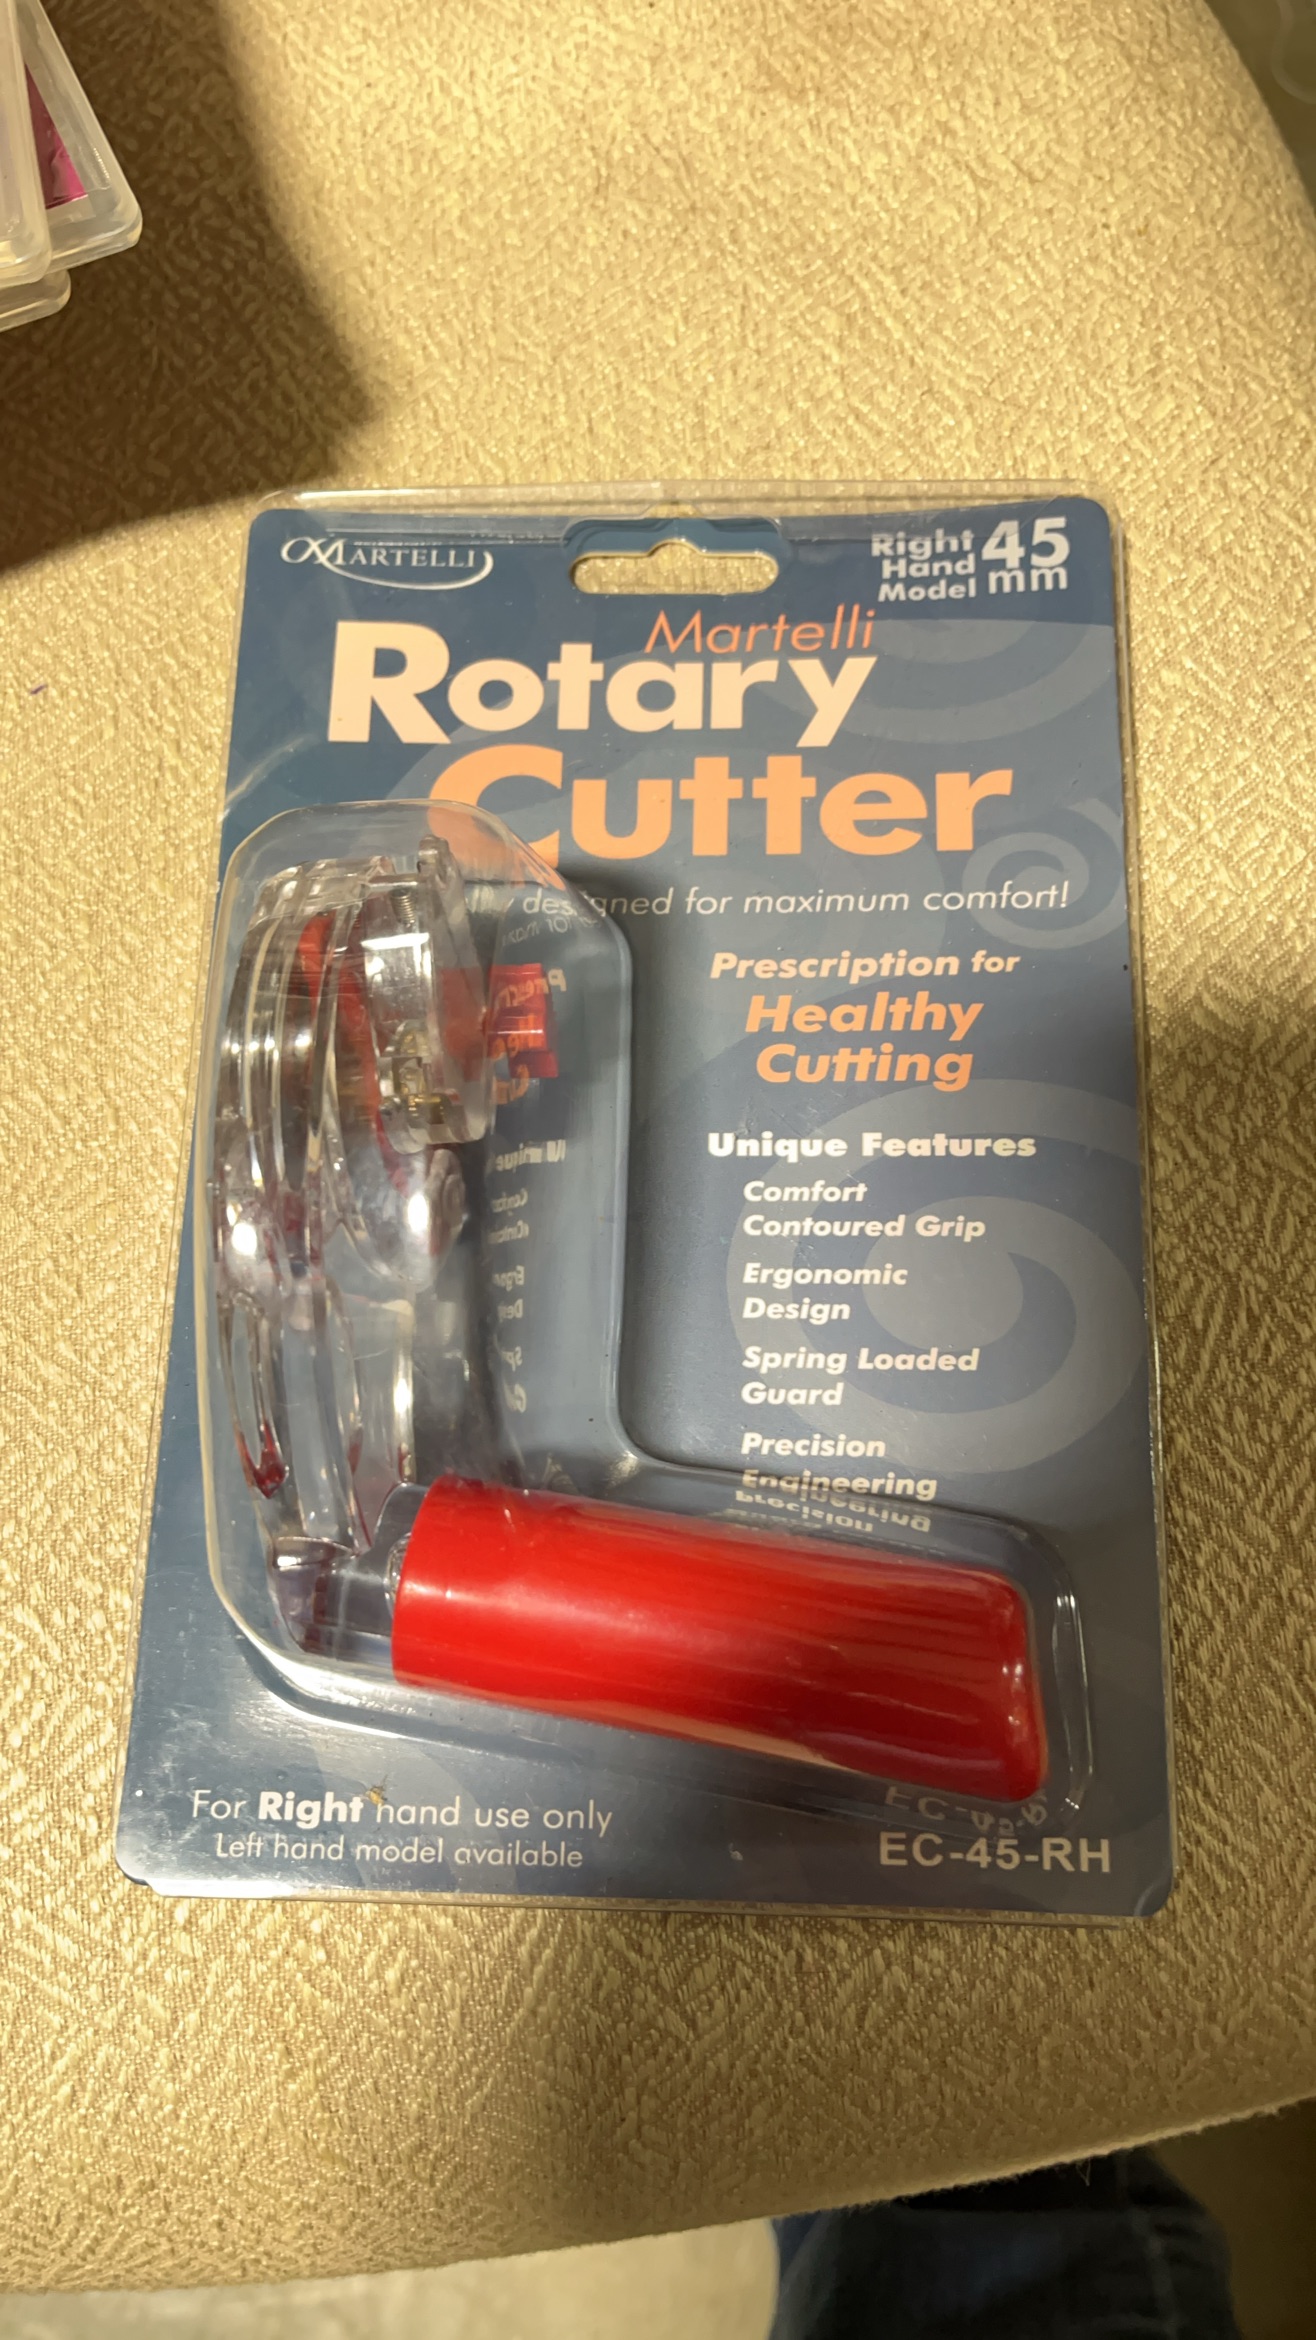 MARTELLI
Right Hand Model 45 mm
Martelli
Rotary
Cutter
designed for maximum comfort!
Prescription for
Healthy
Cutting
Unique Features
Comfort
Contoured Grip
Ergonomic
Design
Spring Loaded
Guard
Precision
Engineering
For Right hand use only
Left hand model available
EC-45-RH